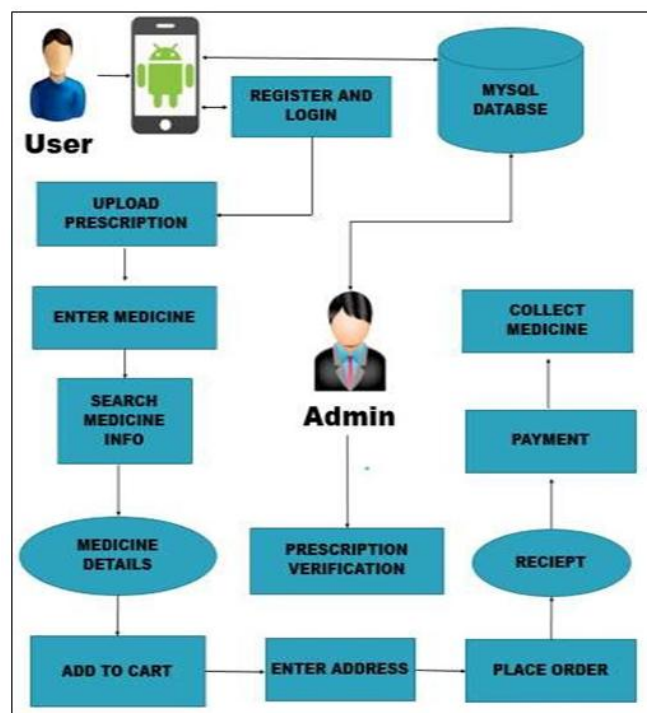 User
REGISTER AND
LOGIN
MYSQL
DATABSE
UPLOAD
PRESCRIPTION
ENTER MEDICINE
SEARCH
MEDICINE
INFO
MEDICINE
DETAILS
ADD TO CART
ENTER ADDRESS
PLACE ORDER
RECIEPT
PAYMENT
COLLECT
MEDICINE
Admin
PRESCRIPTION
VERIFICATION